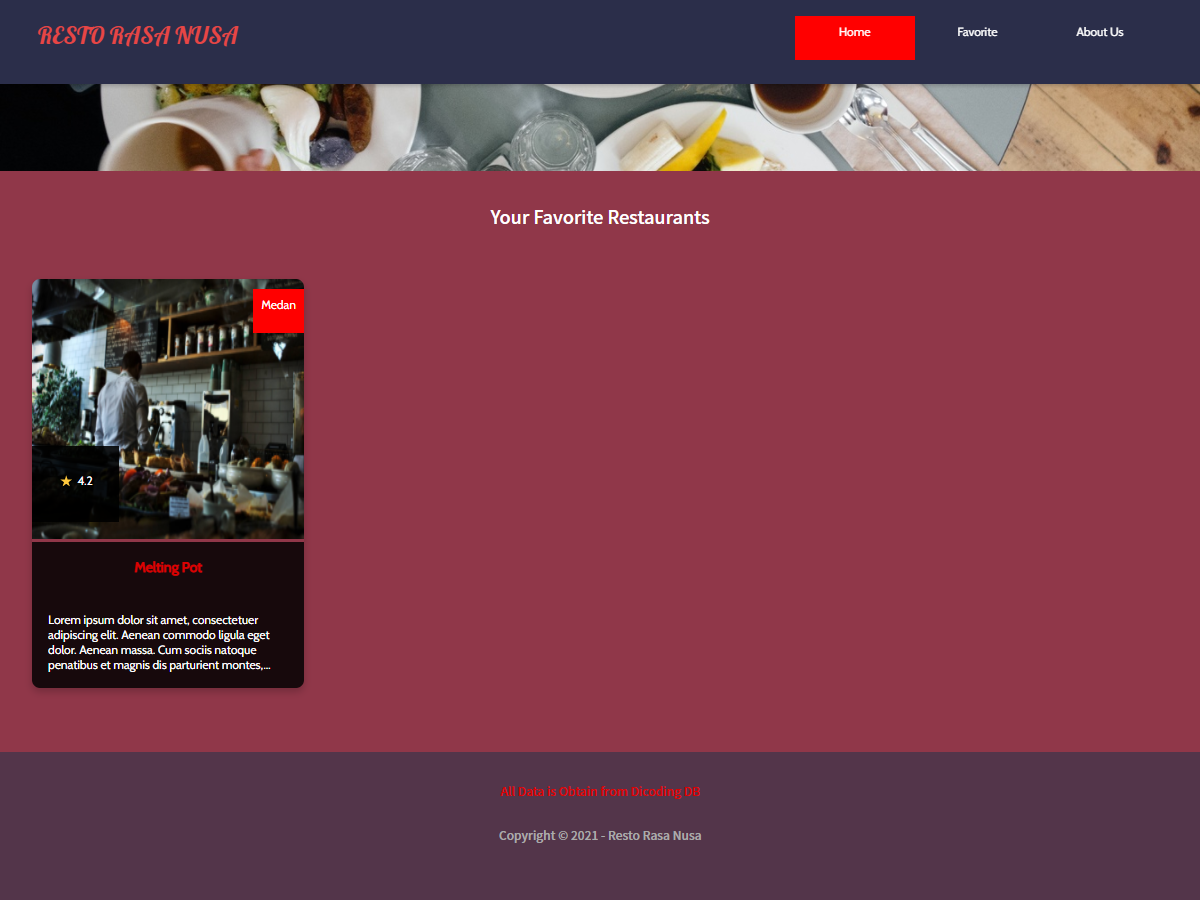 RESTO RASA NUSA
Home
Favorite
About Us
Your Favorite Restaurants
Medan
★ 4.2
Melting Pot
Lorem ipsum dolor sit amet, consectetuer
adipiscing elit. Aenean commodo ligula eget
dolor. Aenean massa. Cum sociis natoque
penatibus et magnis dis parturient montes,...
All Data is Obtain from Dicoding DB
Copyright © 2021 - Resto Rasa Nusa